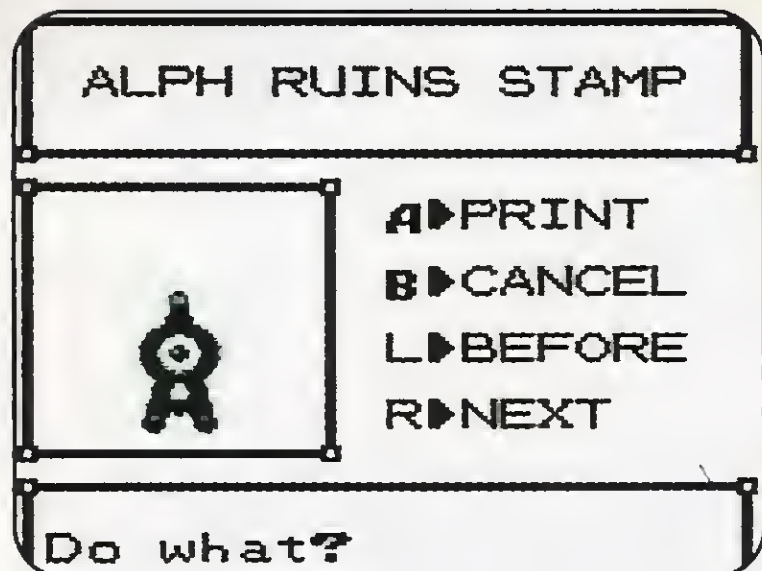 ALPH RUINS STAMP
A▶PRINT
B▶CANCEL
L▶BEFORE
R▶NEXT
Do what?